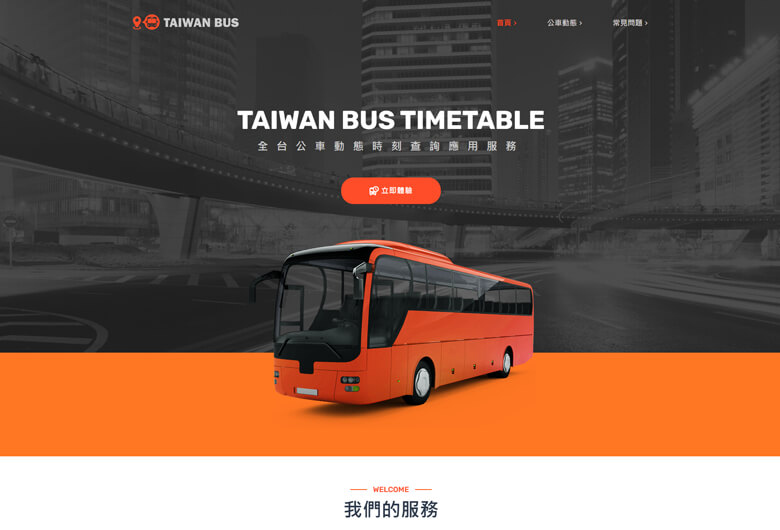 TAIWAN BUS
首頁 ›
公車動態 ›
常見問題 ›
TAIWAN BUS TIMETABLE
全台公車動態時刻查詢應用服務
立即體驗
WELCOME
我們的服務